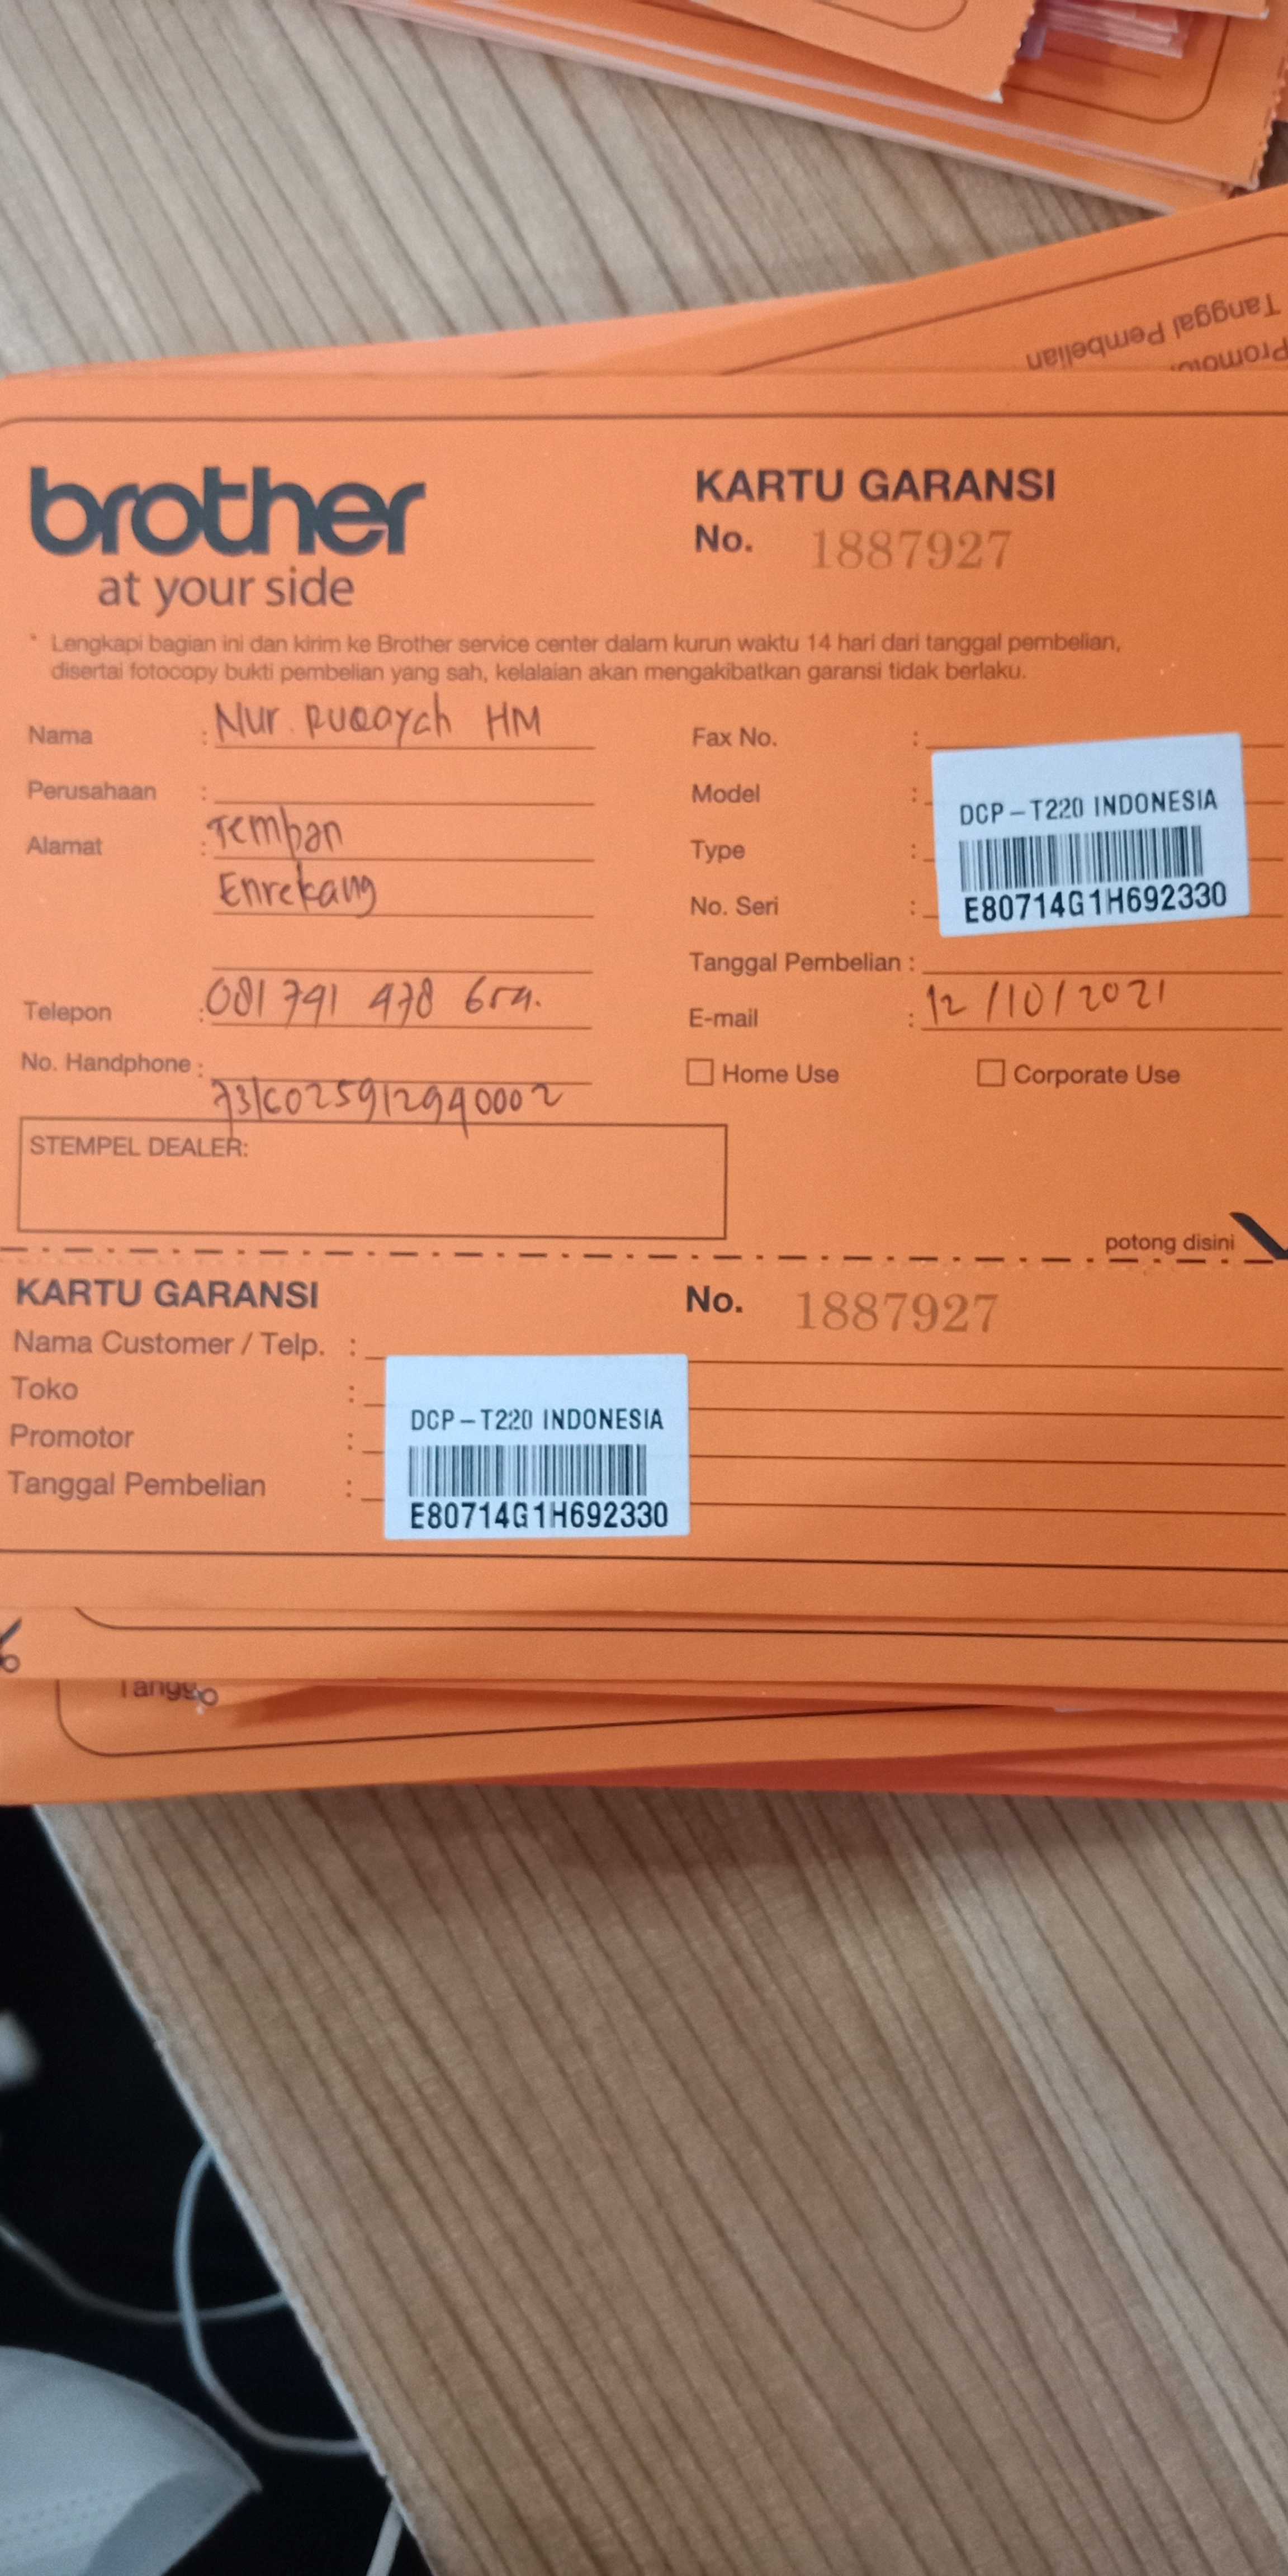 Tanggal Pembelian
brother
at your side
KARTU GARANSI
No. 1887927
* Lengkapi bagian ini dan kirim ke Brother service center dalam kurun waktu 14 hari dari tanggal pembelian,
disertai fotocopy bukti pembelian yang sah, kelalaian akan mengakibatkan garansi tidak berlaku.
Nama : Nur HM
Perusahaan :
Alamat : Temban
Enrekang
Telepon : 081 741 478
No. Handphone :
7316025912940002
Fax No. :
Model :
Type :
No. Seri :
DCP-T220 INDONESIA
E80714G1H692330
Tanggal Pembelian :
E-mail : 12/10/2021
Home Use
Corporate Use
STEMPEL DEALER:
potong disini
KARTU GARANSI
No. 1887927
Nama Customer / Telp. :
Toko :
Promotor :
Tanggal Pembelian :
DCP-T220 INDONESIA
E80714G1H692330